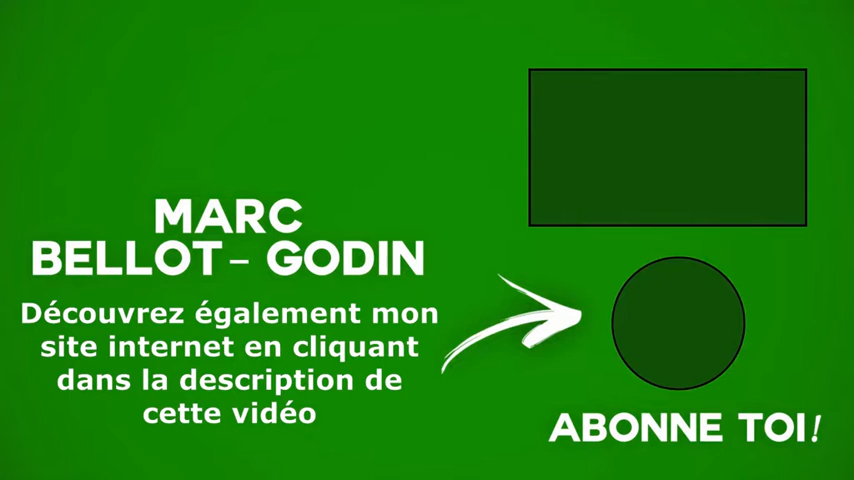 MARC
BELLOT - GODIN
Découvrez également mon
site internet en cliquant
dans la description de
cette vidéo
ABONNE TOI!